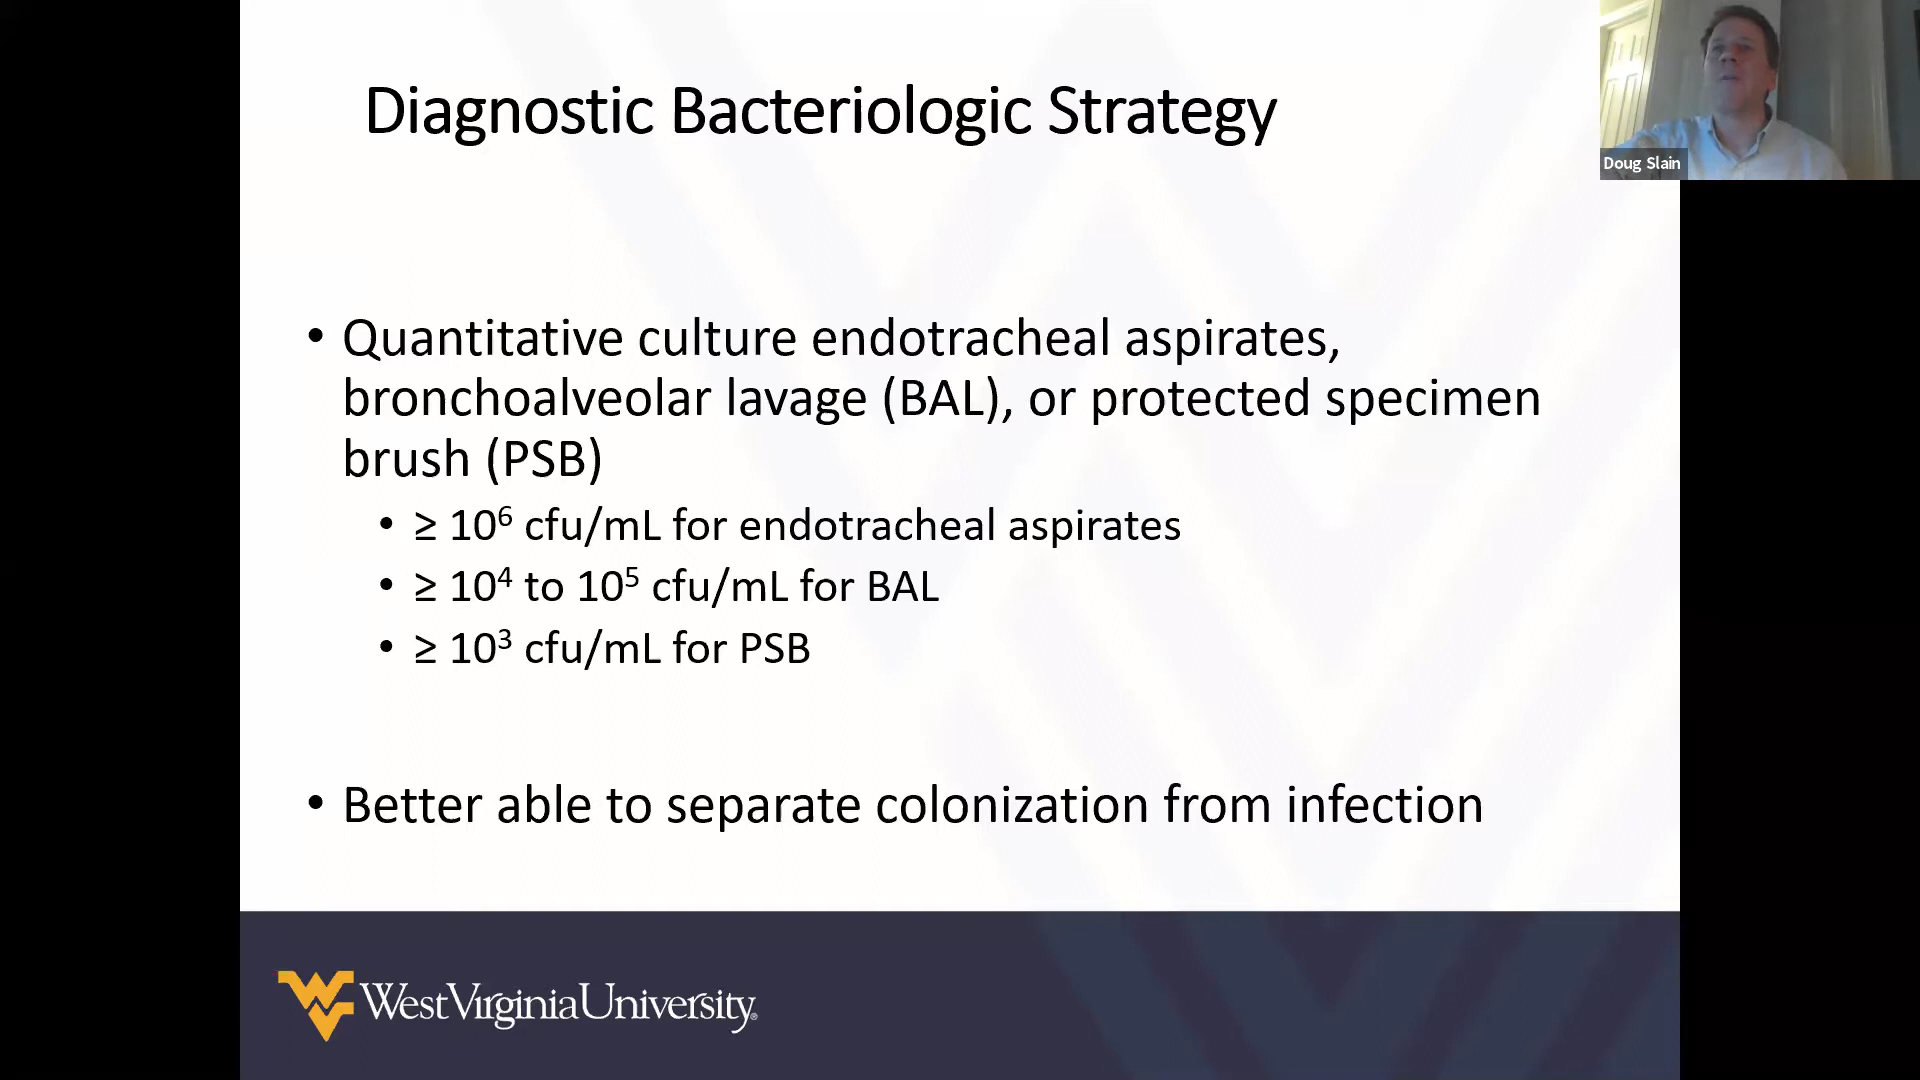 Diagnostic Bacteriologic Strategy
Doug Slain
• Quantitative culture endotracheal aspirates,
bronchoalveolar lavage (BAL), or protected specimen
brush (PSB)
• ≥ 10⁶ cfu/mL for endotracheal aspirates
• ≥ 10⁴ to 10⁵ cfu/mL for BAL
• ≥ 10³ cfu/mL for PSB
• Better able to separate colonization from infection
WestVirginiaUniversity®